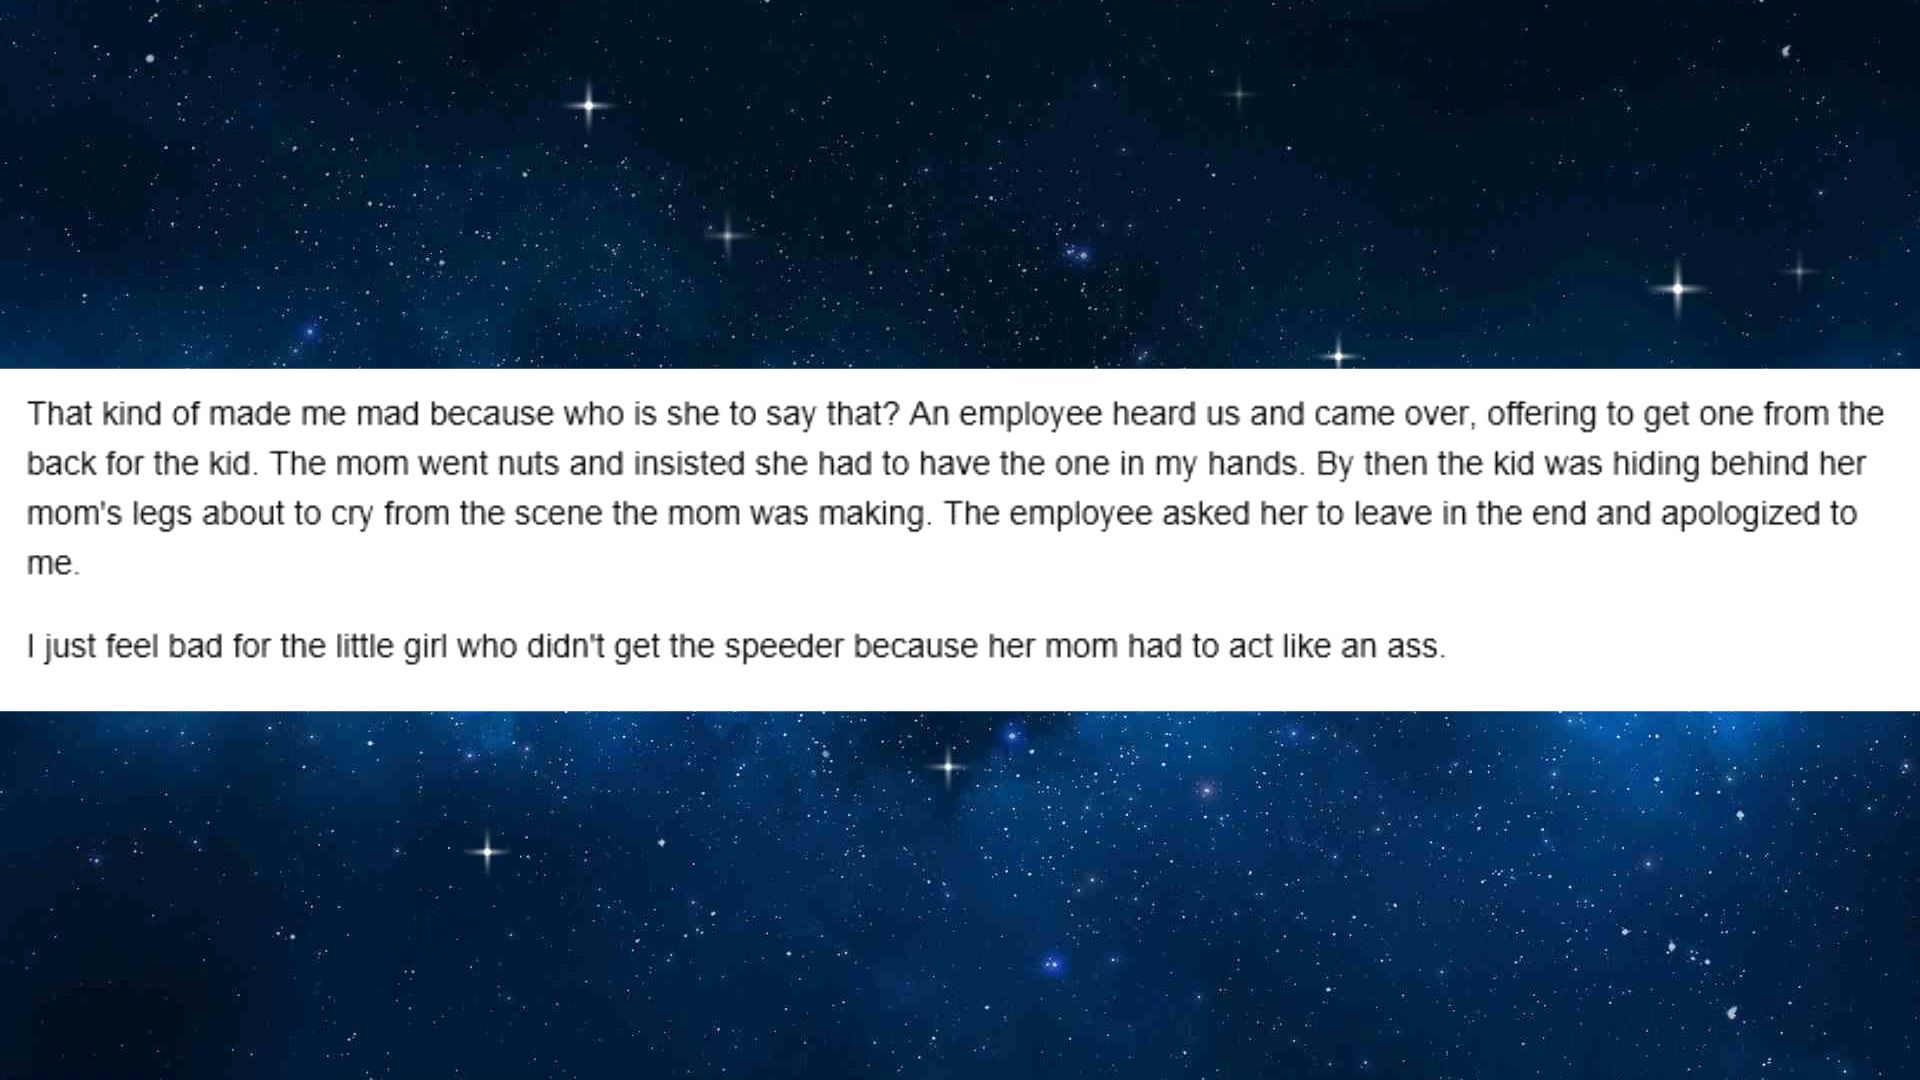 That kind of made me mad because who is she to say that? An employee heard us and came over, offering to get one from the
back for the kid. The mom went nuts and insisted she had to have the one in my hands. By then the kid was hiding behind her
mom's legs about to cry from the scene the mom was making. The employee asked her to leave in the end and apologized to
me.
I just feel bad for the little girl who didn't get the speeder because her mom had to act like an ass.